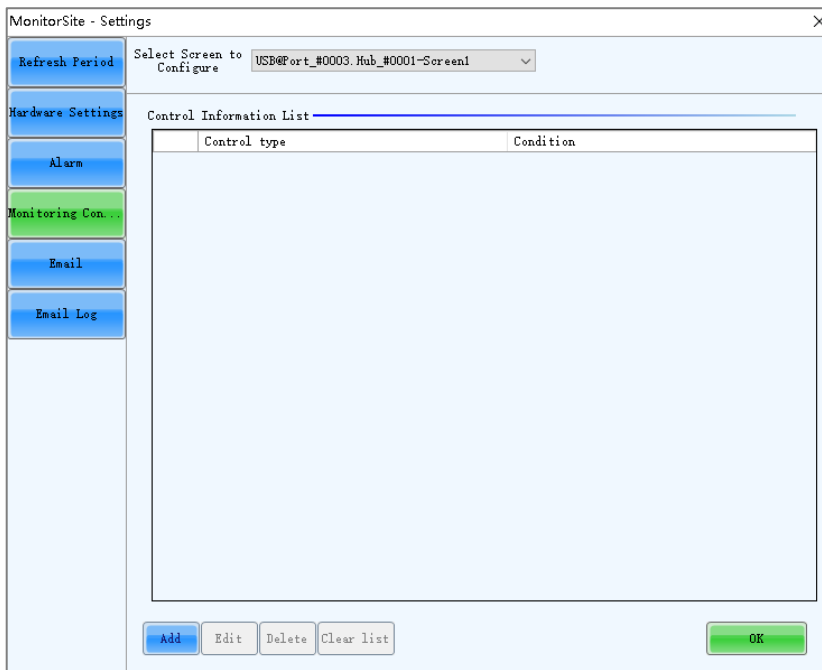 MonitorSite - Settings
Refresh Period
Hardware Settings
Alarm
Monitoring Con...
Email
Email Log
Select Screen to
Configure
USB@Port_#0003.Hub_#0001-Screen1
Control Information List
Control type Condition
Add Edit Delete Clear list OK